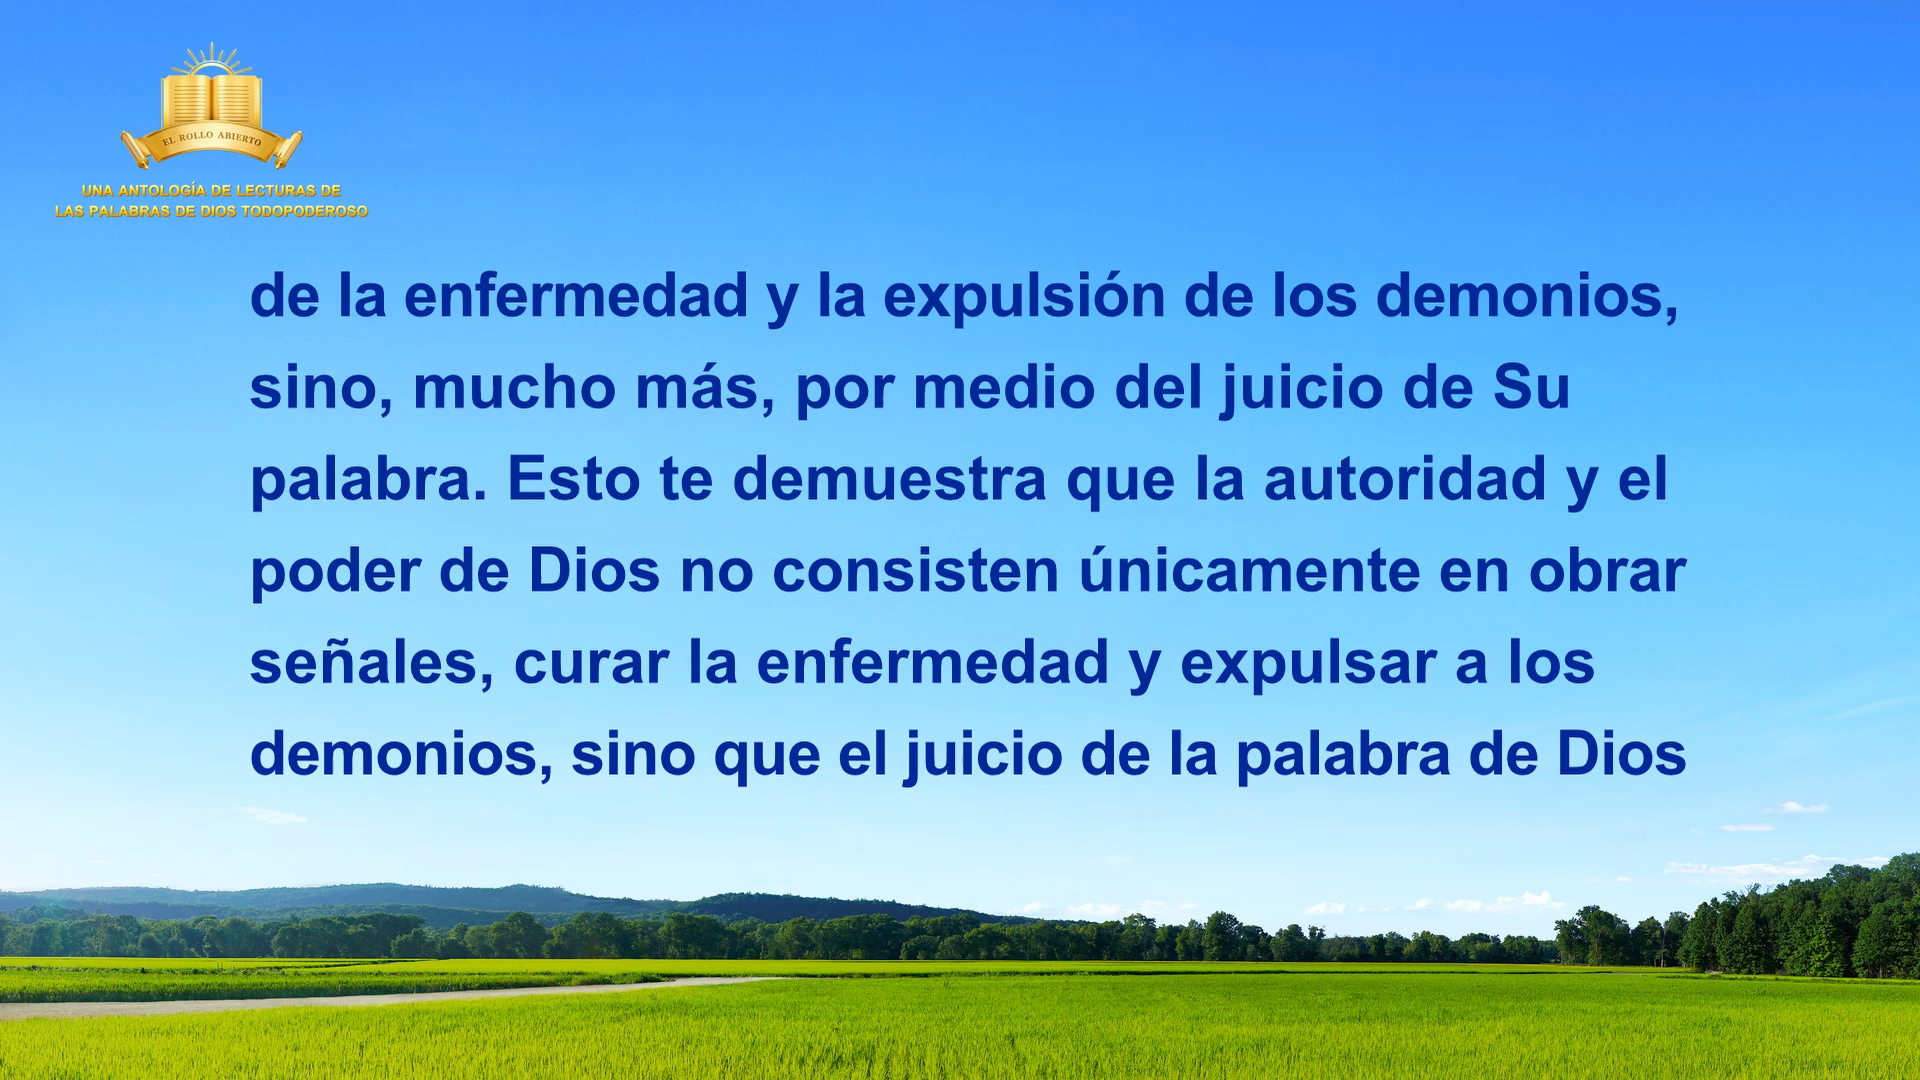 EL ROLLO ABIERTO
UNA ANTOLOGÍA DE LECTURAS DE
LAS PALABRAS DE DIOS TODOPODEROSO
de la enfermedad y la expulsión de los demonios,
sino, mucho más, por medio del juicio de Su
palabra. Esto te demuestra que la autoridad y el
poder de Dios no consisten únicamente en obrar
señales, curar la enfermedad y expulsar a los
demonios, sino que el juicio de la palabra de Dios